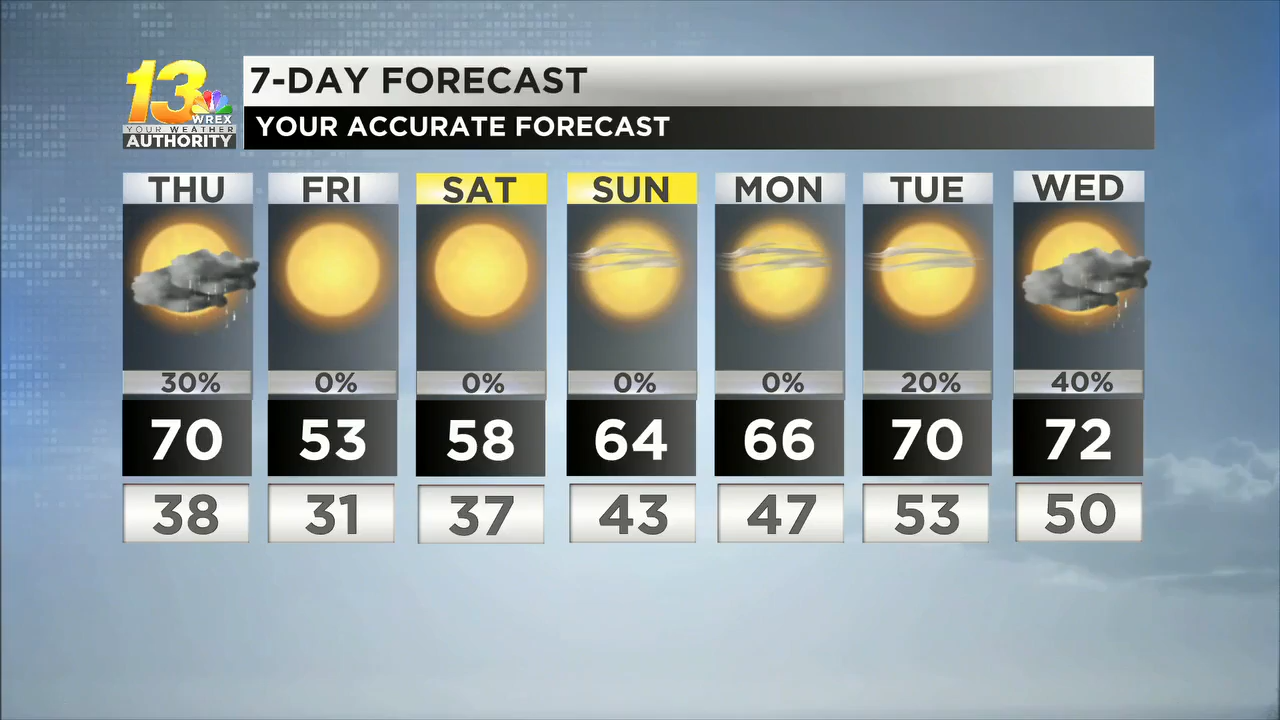 13
WREX
YOUR WEATHER
AUTHORITY
7-DAY FORECAST
YOUR ACCURATE FORECAST
THU FRI SAT SUN MON TUE WED
30% 0% 0% 0% 0% 20% 40%
70 53 58 64 66 70 72
38 31 37 43 47 53 50